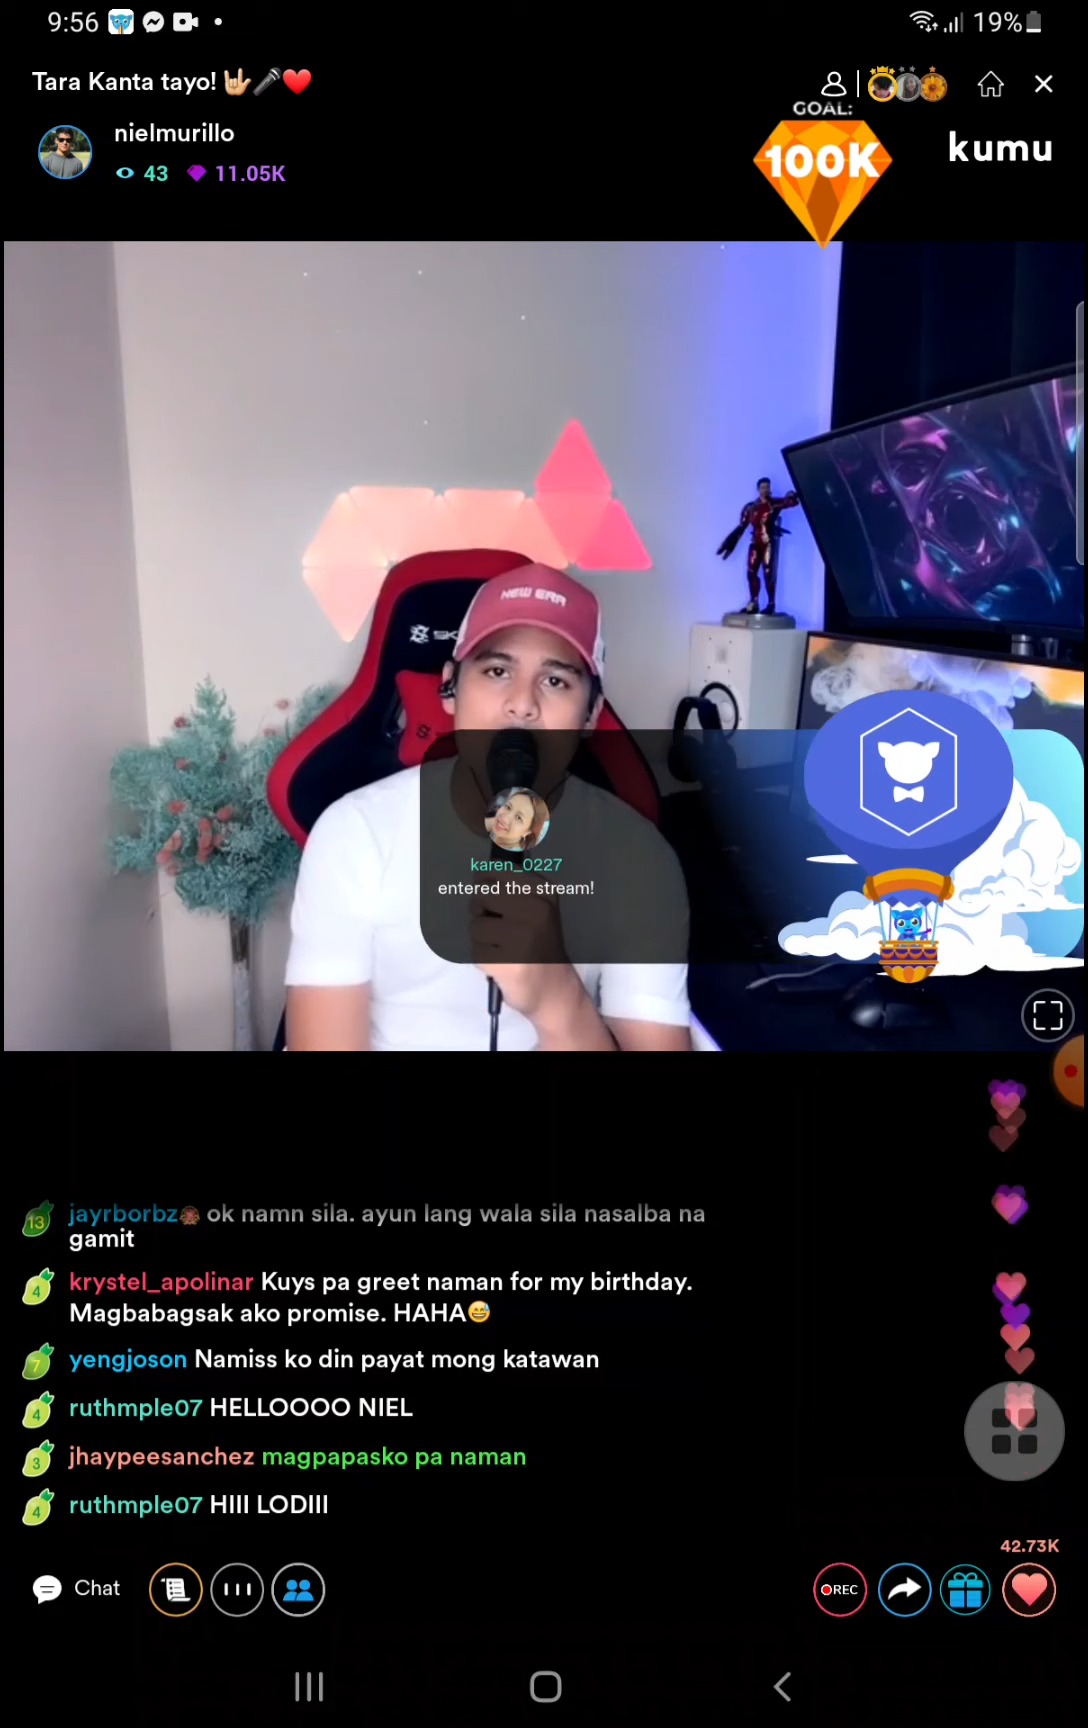 9:56
19%
Tara Kanta tayo! 🤟🏻🎤❤️
GOAL:
100K
kumu
nielmurillo
43 11.05K
NEW ERA
karen_0227
entered the stream!
13 jayrborbz ok namn sila. ayun lang wala sila nasalba na
gamit
4 krystel_apolinar Kuys pa greet naman for my birthday.
Magbabagsak ako promise. HAHA😅
7 yengjoson Namiss ko din payat mong katawan
4 ruthmple07 HELLOOOO NIEL
3 jhaypeesanchez magpapasko pa naman
4 ruthmple07 HIII LODIII
42.73K
Chat
REC